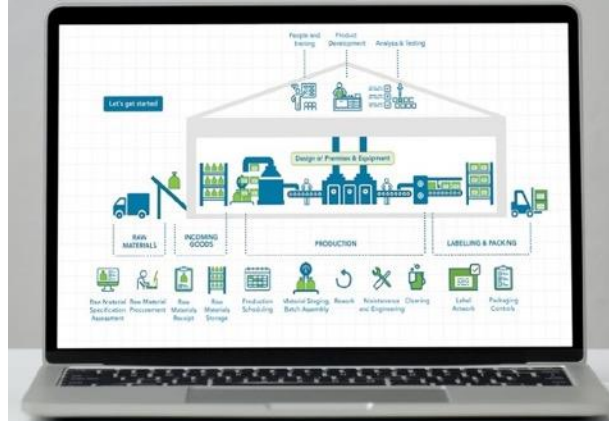 People and
training
Product
Development
Analysis & Testing
Let's get started
Design of Premises & Equipment
RAW
MATERIALS
INCOMING
GOODS
PRODUCTION
LABELLING & PACKING
Raw Material
Specification
Assessment
Raw Material
Procurement
Raw
Materials
Receipt
Raw
Materials
Storage
Production
Scheduling
Material Staging,
Batch Assembly
Rework
Maintenance
and Engineering
Cleaning
Label
Artwork
Packaging
Controls